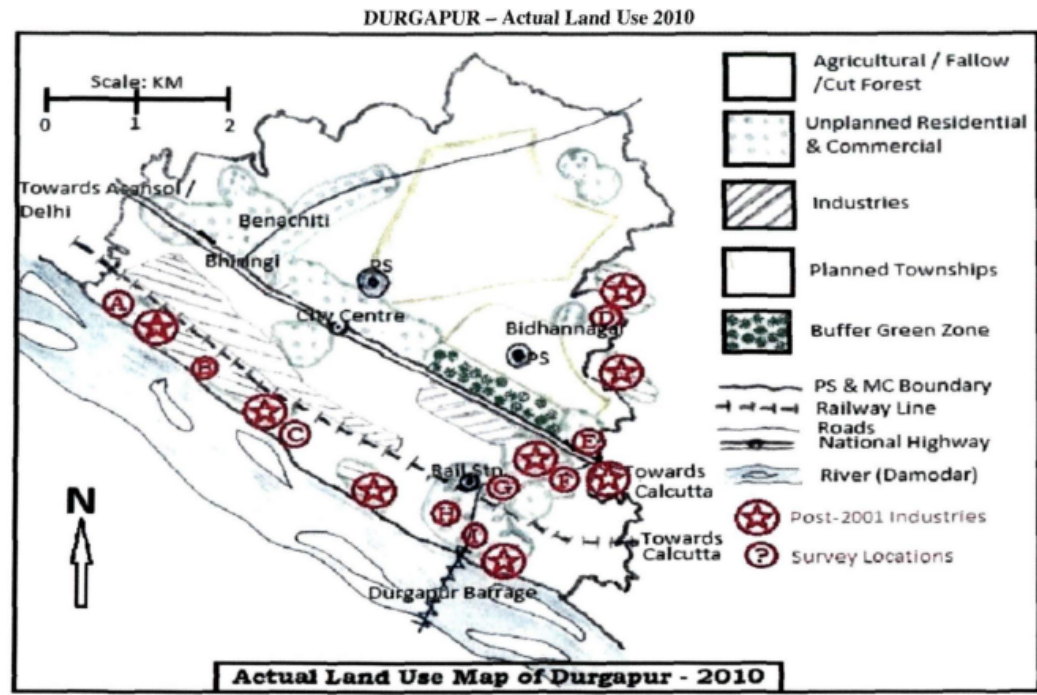 DURGAPUR – Actual Land Use 2010
Scale: KM
0 1 2
Towards Asansol /
Delhi
Benachiti
Bhiringi
PS
City Centre
Bidhannagar
PS
A
B
C
D
E
F
G
H
Rail Stn.
Towards
Calcutta
Towards
Calcutta
Durgapur Barrage
N
Agricultural / Fallow
/Cut Forest
Unplanned Residential
& Commercial
Industries
Planned Townships
Buffer Green Zone
PS & MC Boundary
Railway Line
Roads
National Highway
River (Damodar)
Post-2001 Industries
? Survey Locations
Actual Land Use Map of Durgapur - 2010